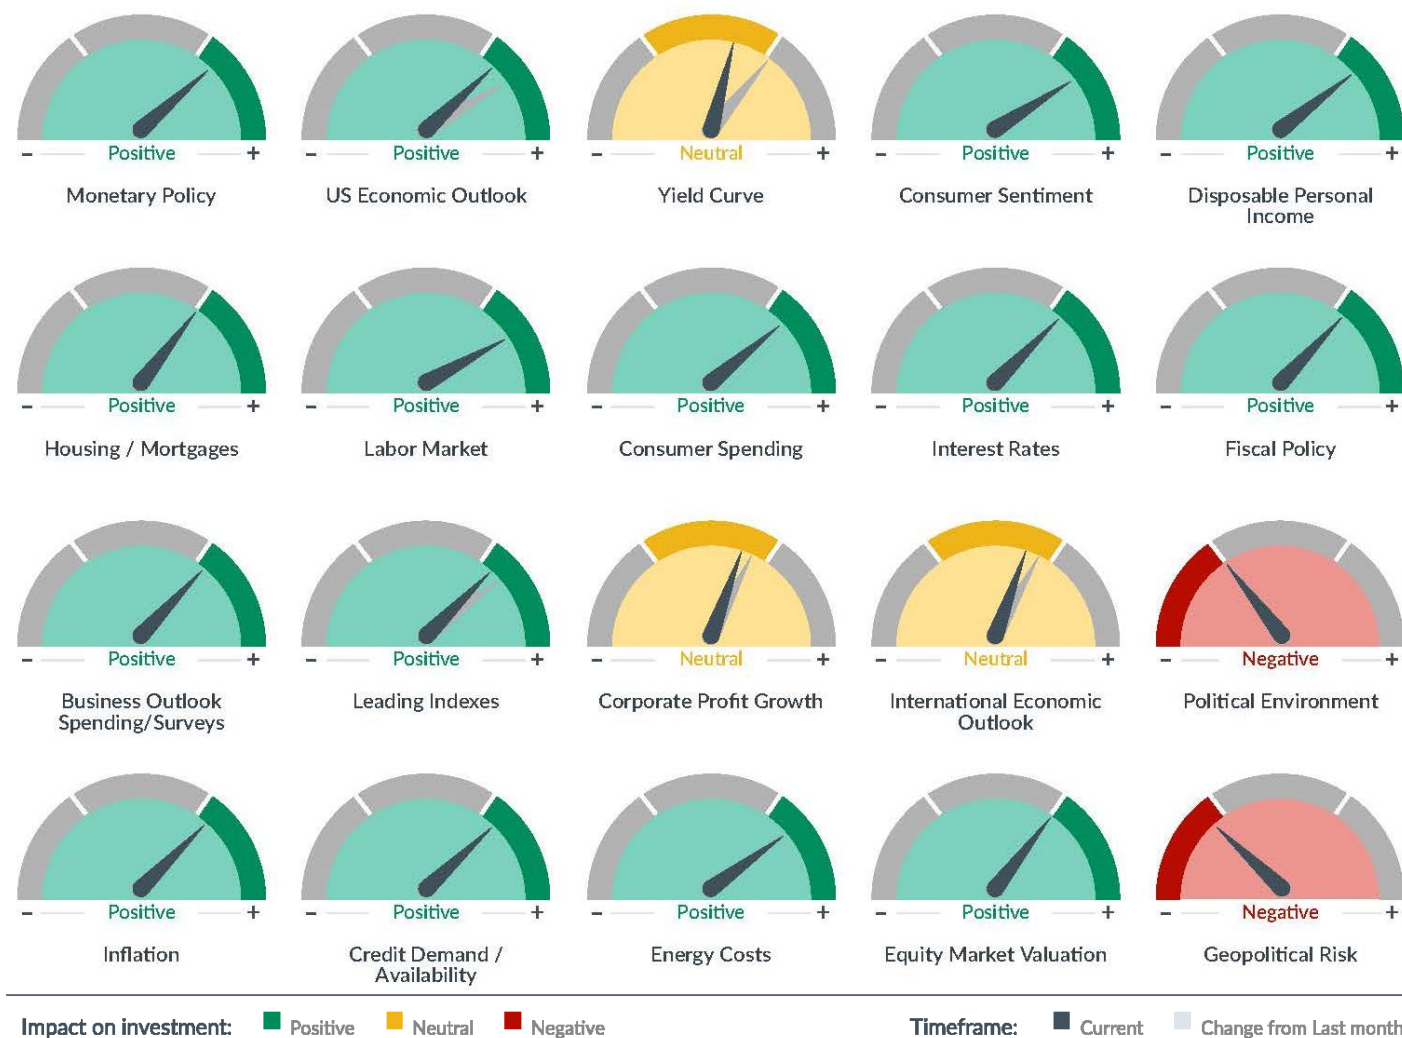 - Positive +
- Positive +
- Neutral +
- Positive +
- Positive +
Monetary Policy
US Economic Outlook
Yield Curve
Consumer Sentiment
Disposable Personal
Income
- Positive +
- Positive +
- Positive +
- Positive +
- Positive +
Housing / Mortgages
Labor Market
Consumer Spending
Interest Rates
Fiscal Policy
- Positive +
- Positive +
- Neutral +
- Neutral +
- Negative +
Business Outlook
Spending/Surveys
Leading Indexes
Corporate Profit Growth
International Economic
Outlook
Political Environment
- Positive +
- Positive +
- Positive +
- Positive +
- Negative +
Inflation
Credit Demand /
Availability
Energy Costs
Equity Market Valuation
Geopolitical Risk
Impact on investment: Positive Neutral Negative
Timeframe: Current Change from Last month